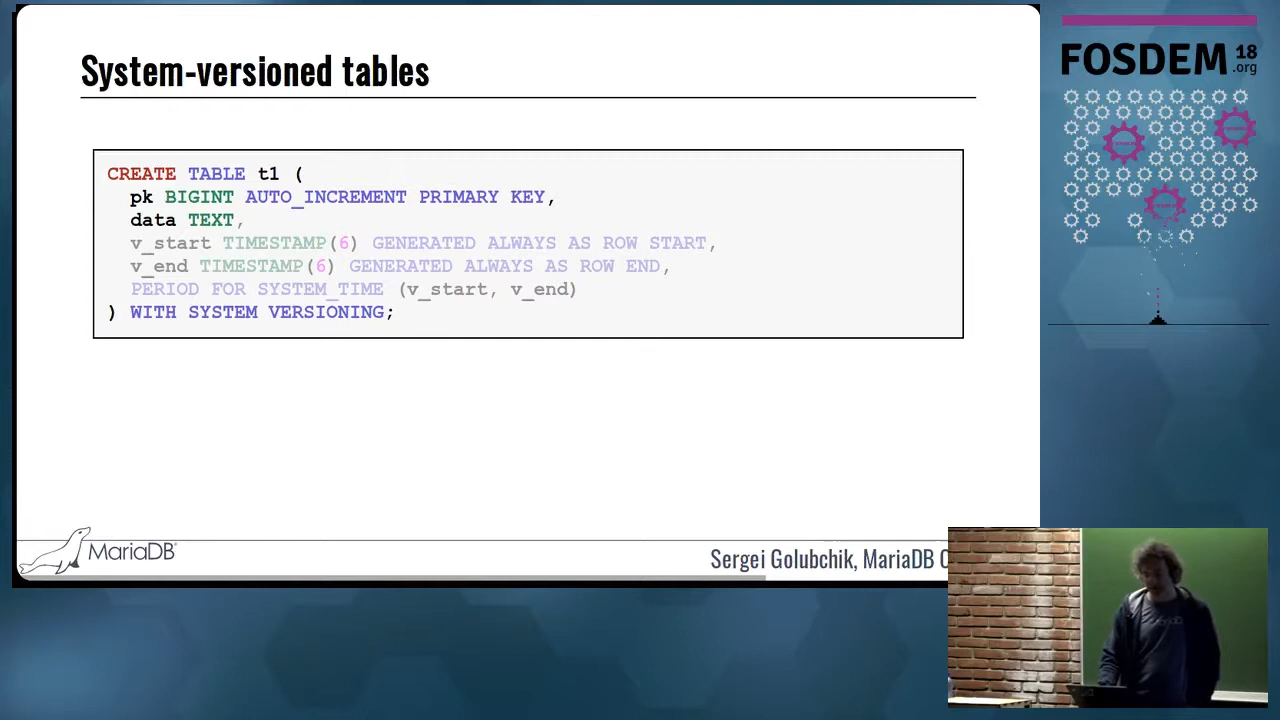 System-versioned tables
CREATE TABLE t1 (
pk BIGINT AUTO_INCREMENT PRIMARY KEY,
data TEXT,
v_start TIMESTAMP(6) GENERATED ALWAYS AS ROW START,
v_end TIMESTAMP(6) GENERATED ALWAYS AS ROW END,
PERIOD FOR SYSTEM_TIME (v_start, v_end)
) WITH SYSTEM VERSIONING;
MariaDB
Sergei Golubchik, MariaDB
FOSDEM 18
.org